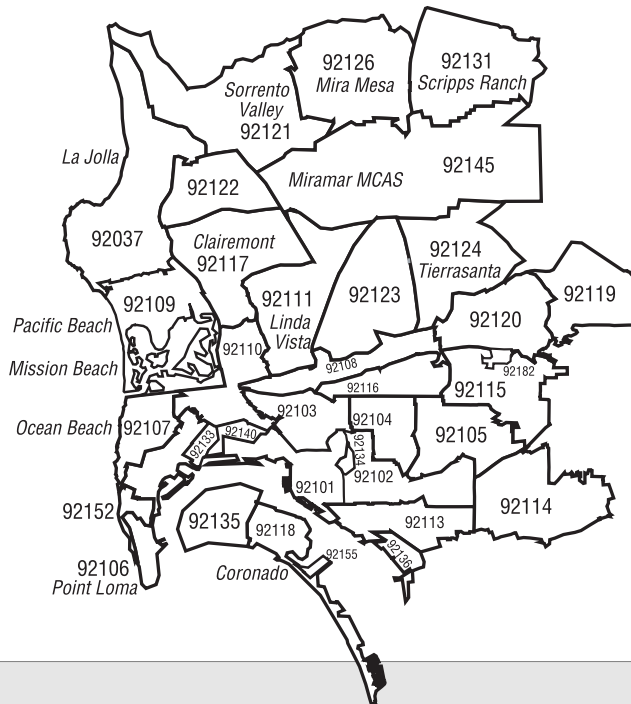 92126
Mira Mesa
92131
Scripps Ranch
Sorrento
Valley
92121
La Jolla
92122
Miramar MCAS
92145
92037
Clairemont
92117
92124
Tierrasanta
92109
92111
Linda
Vista
92123
92119
Pacific Beach
92120
Mission Beach
92110
92108
92182
92116
92115
Ocean Beach
92107
92103
92104
92133
92140
92105
92134
92101
92102
92152
92135
92118
92113
92114
92106
Point Loma
Coronado
92155
92136